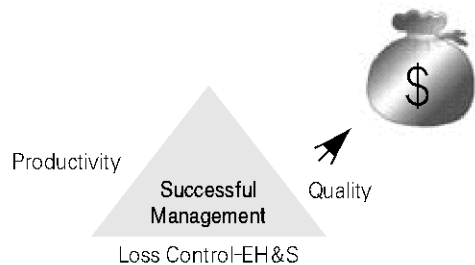 $
Productivity
Successful
Management
Quality
Loss Control-EH&S